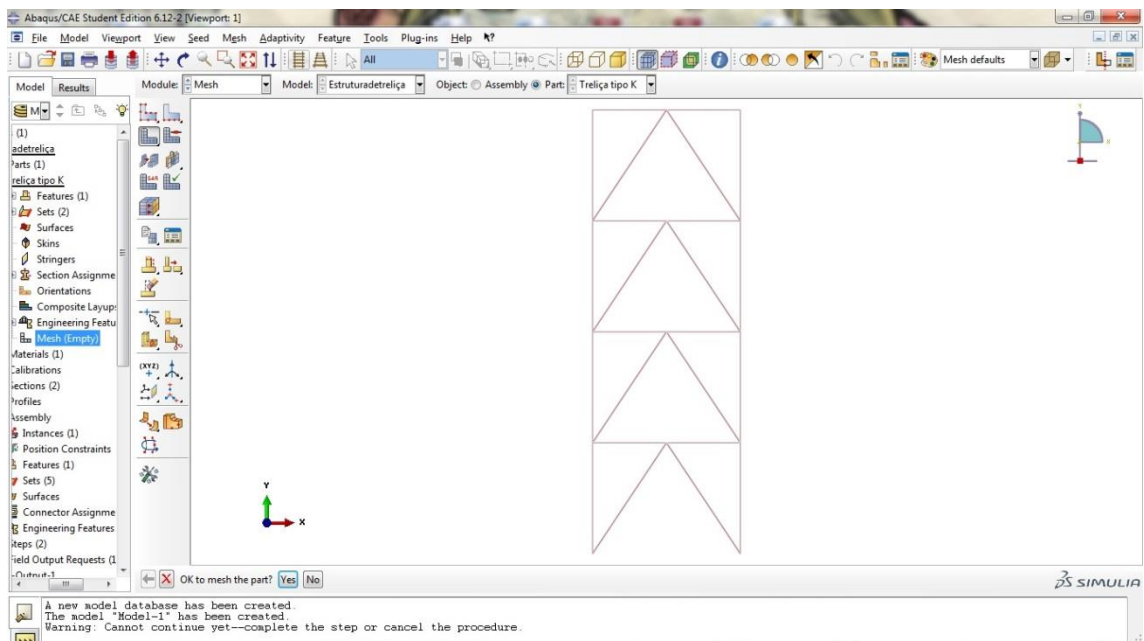 Abaqus/CAE Student Edition 6.12-2 [Viewport: 1]
File Model Viewport View Seed Mesh Adaptivity Feature Tools Plug-ins Help
All
Mesh defaults
Model Results
Module: Mesh Model: Estruturadetreliça Object: Assembly Part: Treliça tipo K
(1)
adetreliça
Parts (1)
reliça tipo K
Features (1)
Sets (2)
Surfaces
Skins
Stringers
Section Assignme
Orientations
Composite Layup
Engineering Featu
Mesh (Empty)
Materials (1)
Calibrations
Sections (2)
Profiles
Assembly
Instances (1)
Position Constraints
Features (1)
Sets (5)
Surfaces
Connector Assignme
Engineering Features
Steps (2)
Field Output Requests (1
-Output-1
(XYZ)
Y
X
Y
X
OK to mesh the part? Yes No
SIMULIA
A new model database has been created.
The model "Model-1" has been created.
Warning: Cannot continue yet--complete the step or cancel the procedure.